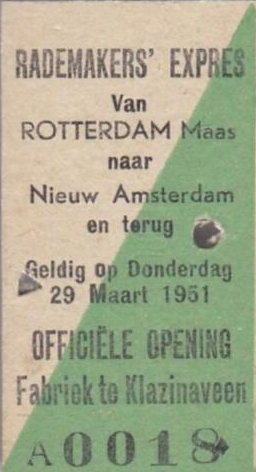 RADEMAKERS' EXPRES
Van
ROTTERDAM Maas
naar
Nieuw Amsterdam
en terug
Geldig op Donderdag
29 Maart 1951
OFFICIËLE OPENING
Fabriek te Klazinaveen
A0018